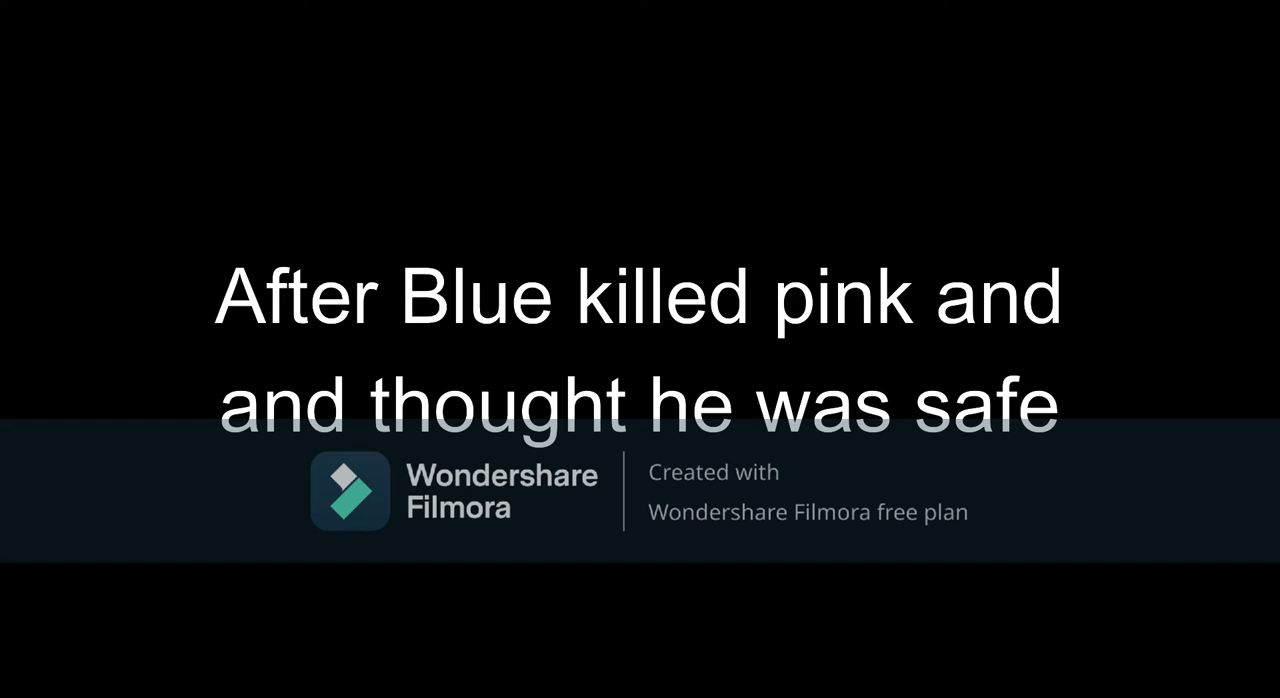 After Blue killed pink and
and thought he was safe
Wondershare
Filmora
Created with
Wondershare Filmora free plan